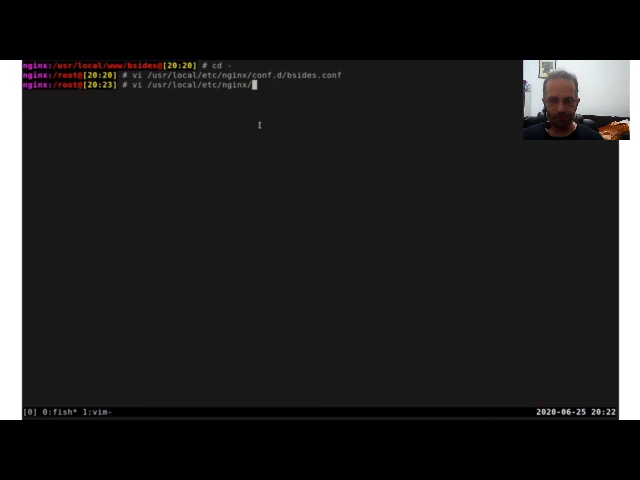 nginx:/usr/local/www/bsides@[20:20] # cd -
nginx:/root@[20:20] # vi /usr/local/etc/nginx/conf.d/bsides.conf
nginx:/root@[20:23] # vi /usr/local/etc/nginx/
[0] 0:fish* 1:vim- 2020-06-25 20:22